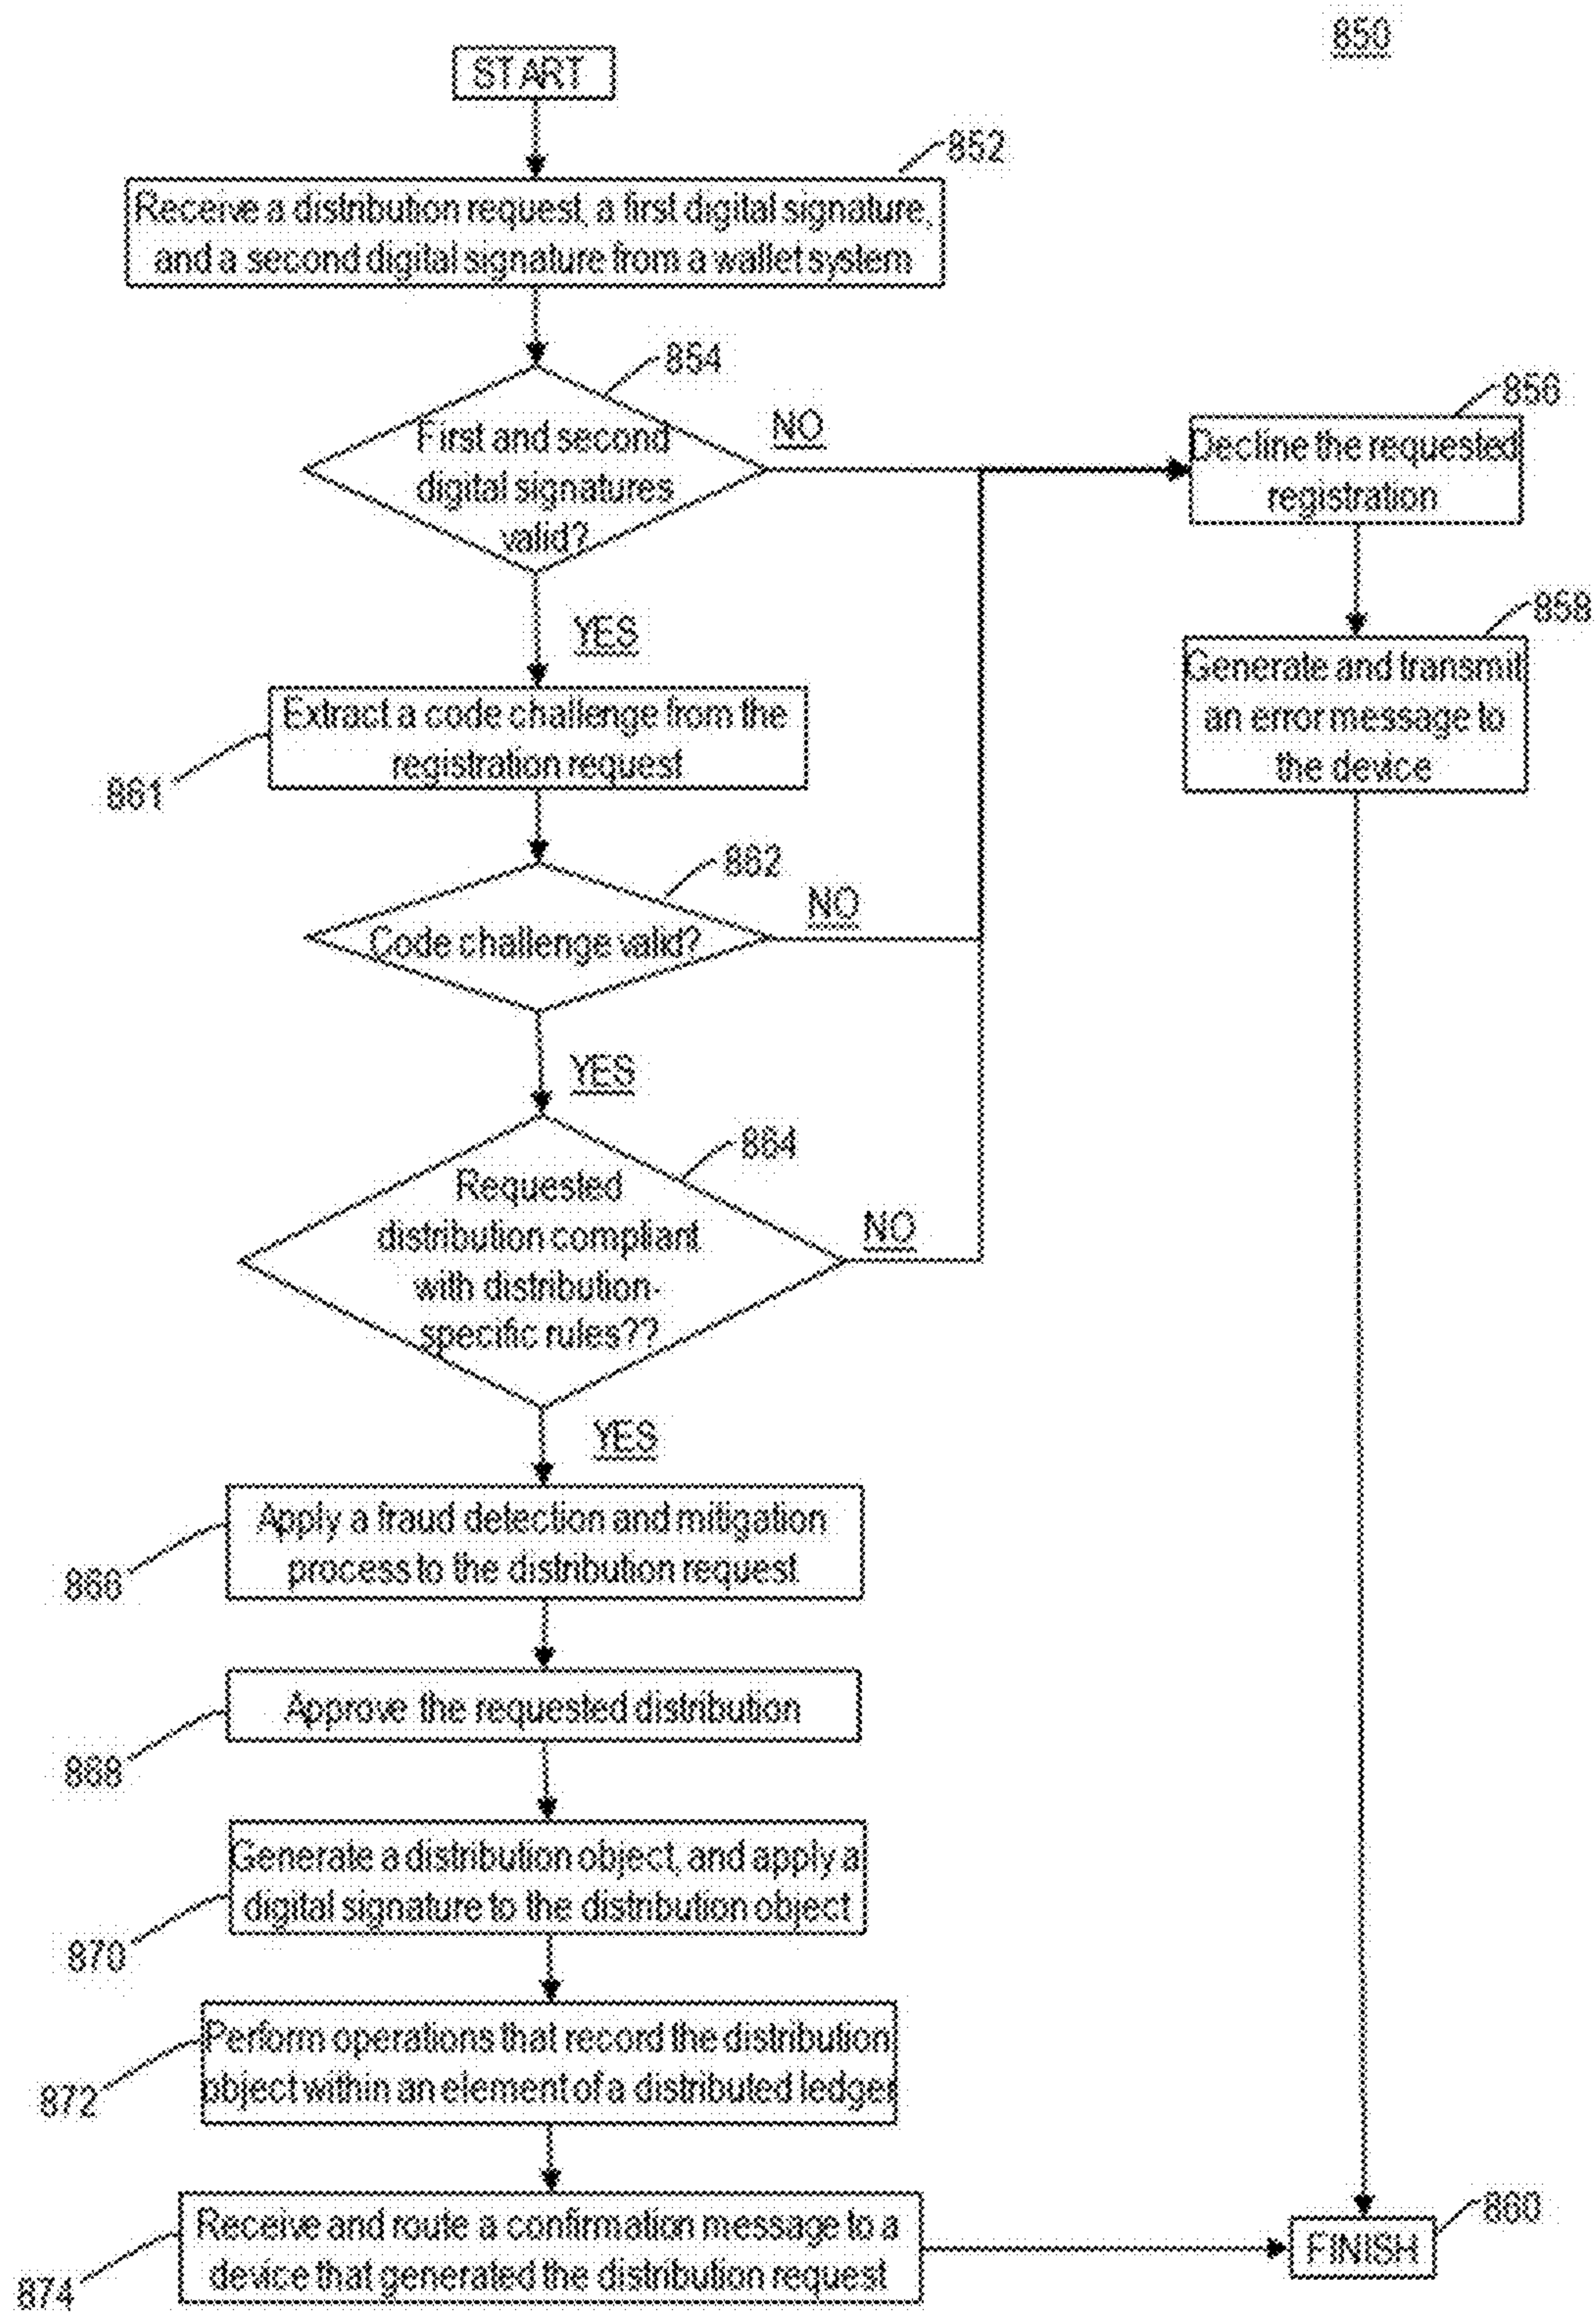 850
START
852
Receive a distribution request, a first digital signature,
and a second digital signature from a wallet system
854
First and second
digital signatures
valid?
NO
856
Decline the requested
registration
YES
858
Generate and transmit
an error message to
the device
Extract a code challenge from the
registration request
861
862
Code challenge valid?
NO
YES
864
Requested
distribution compliant
with distribution-
specific rules??
NO
YES
Apply a fraud detection and mitigation
process to the distribution request
866
Approve the requested distribution
868
Generate a distribution object, and apply a
digital signature to the distribution object
870
Perform operations that record the distribution
object within an element of a distributed ledger
872
Receive and route a confirmation message to a
device that generated the distribution request
874
860
FINISH